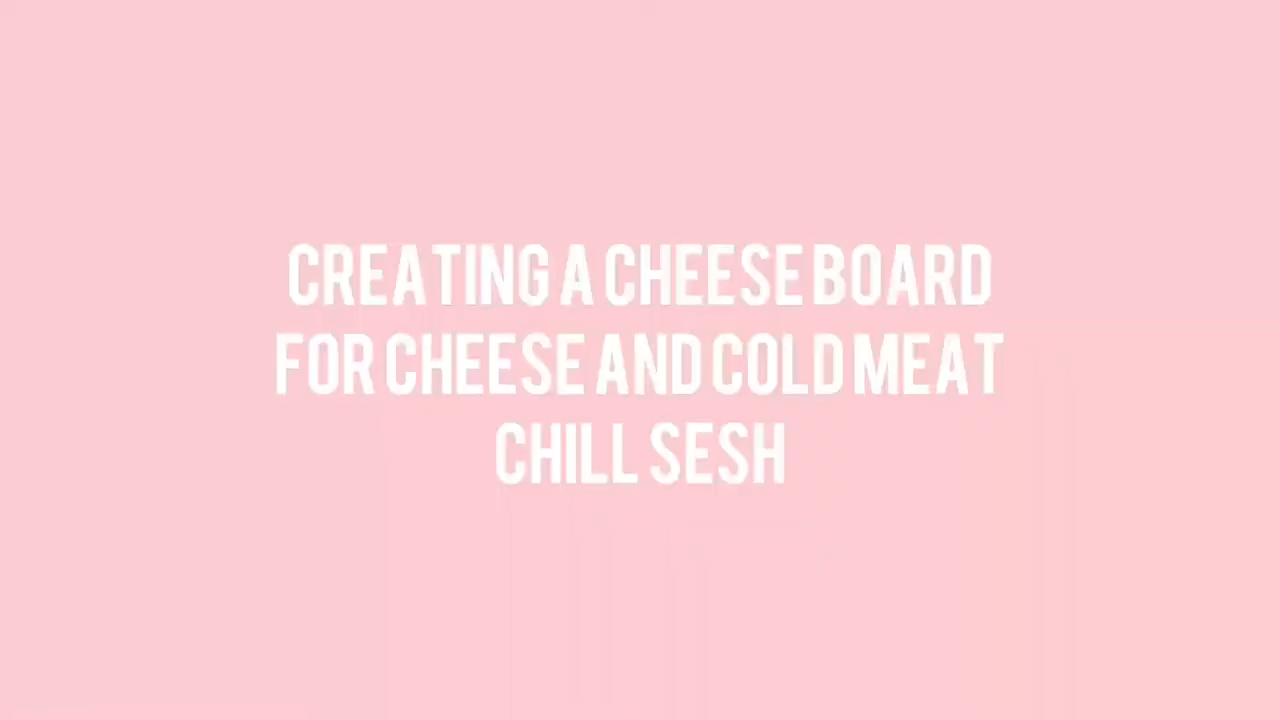 CREATING A CHEESE BOARD
FOR CHEESE AND COLD MEAT
CHILL SESH